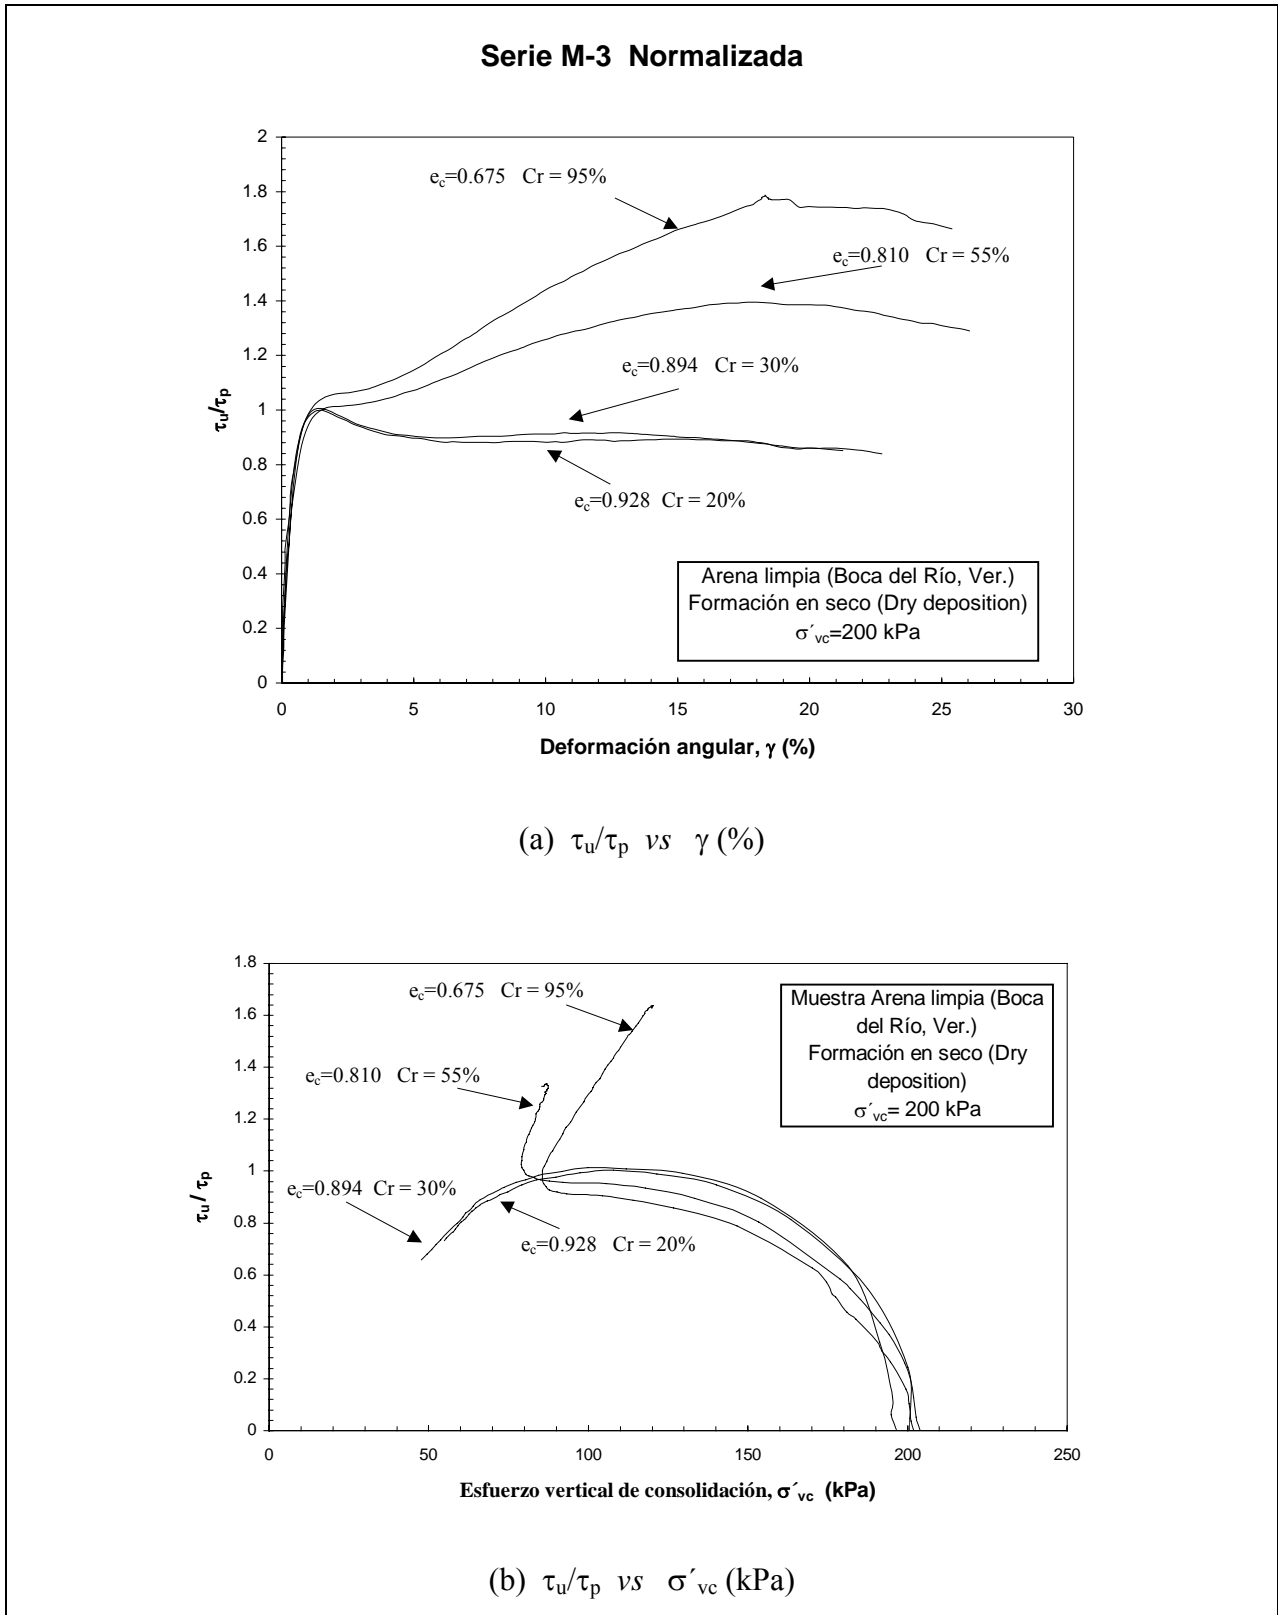 Serie M-3 Normalizada
2
1.8
1.6
1.4
1.2
1
0.8
0.6
0.4
0.2
0
τu/τp
ec=0.675 Cr = 95%
ec=0.810 Cr = 55%
ec=0.894 Cr = 30%
ec=0.928 Cr = 20%
Arena limpia (Boca del Río, Ver.)
Formación en seco (Dry deposition)
σ´vc=200 kPa
0 5 10 15 20 25 30
Deformación angular, γ (%)
(a) τu/τp vs γ (%)
1.8
1.6
1.4
1.2
1
0.8
0.6
0.4
0.2
0
τu/ τp
ec=0.675 Cr = 95%
ec=0.810 Cr = 55%
ec=0.894 Cr = 30%
ec=0.928 Cr = 20%
Muestra Arena limpia (Boca
del Río, Ver.)
Formación en seco (Dry
deposition)
σ´vc= 200 kPa
0 50 100 150 200 250
Esfuerzo vertical de consolidación, σ´vc (kPa)
(b) τu/τp vs σ´vc (kPa)